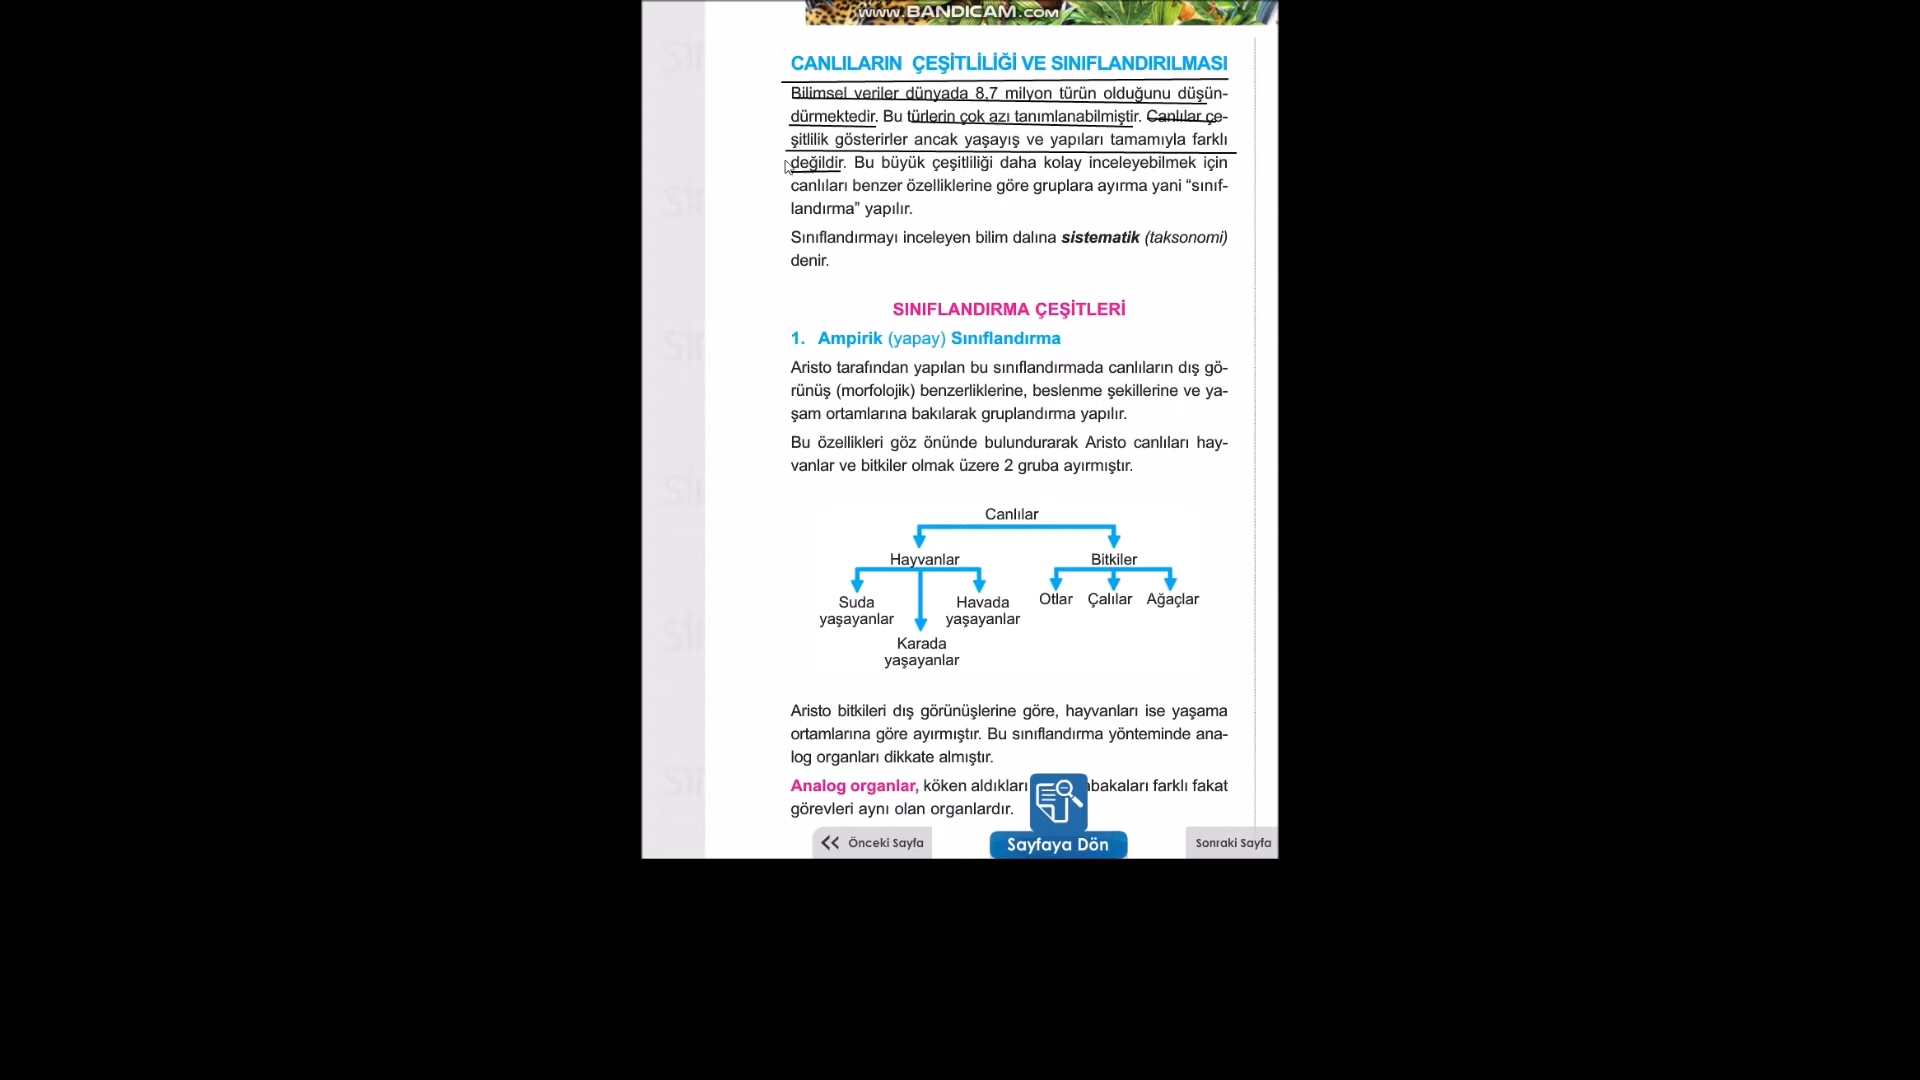 www.BANDICAM.com
CANLILARIN ÇEŞİTLİLİĞİ VE SINIFLANDIRILMASI
Bilimsel veriler dünyada 8,7 milyon türün olduğunu düşün-
dürmektedir. Bu türlerin çok azı tanımlanabilmiştir. Canlılar çe-
şitlilik gösterirler ancak yaşayış ve yapıları tamamıyla farklı
değildir. Bu büyük çeşitliliği daha kolay inceleyebilmek için
canlıları benzer özelliklerine göre gruplara ayırma yani “sınıf-
landırma” yapılır.
Sınıflandırmayı inceleyen bilim dalına sistematik (taksonomi)
denir.
SINIFLANDIRMA ÇEŞİTLERİ
1. Ampirik (yapay) Sınıflandırma
Aristo tarafından yapılan bu sınıflandırmada canlıların dış gö-
rünüş (morfolojik) benzerliklerine, beslenme şekillerine ve ya-
şam ortamlarına bakılarak gruplandırma yapılır.
Bu özellikleri göz önünde bulundurarak Aristo canlıları hay-
vanlar ve bitkiler olmak üzere 2 gruba ayırmıştır.
Canlılar
Hayvanlar Bitkiler
Suda Havada Otlar Çalılar Ağaçlar
yaşayanlar yaşayanlar
Karada
yaşayanlar
Aristo bitkileri dış görünüşlerine göre, hayvanları ise yaşama
ortamlarına göre ayırmıştır. Bu sınıflandırma yönteminde ana-
log organları dikkate almıştır.
Analog organlar, köken aldıkları abakaları farklı fakat
görevleri aynı olan organlardır.
Önceki Sayfa Sayfaya Dön Sonraki Sayfa